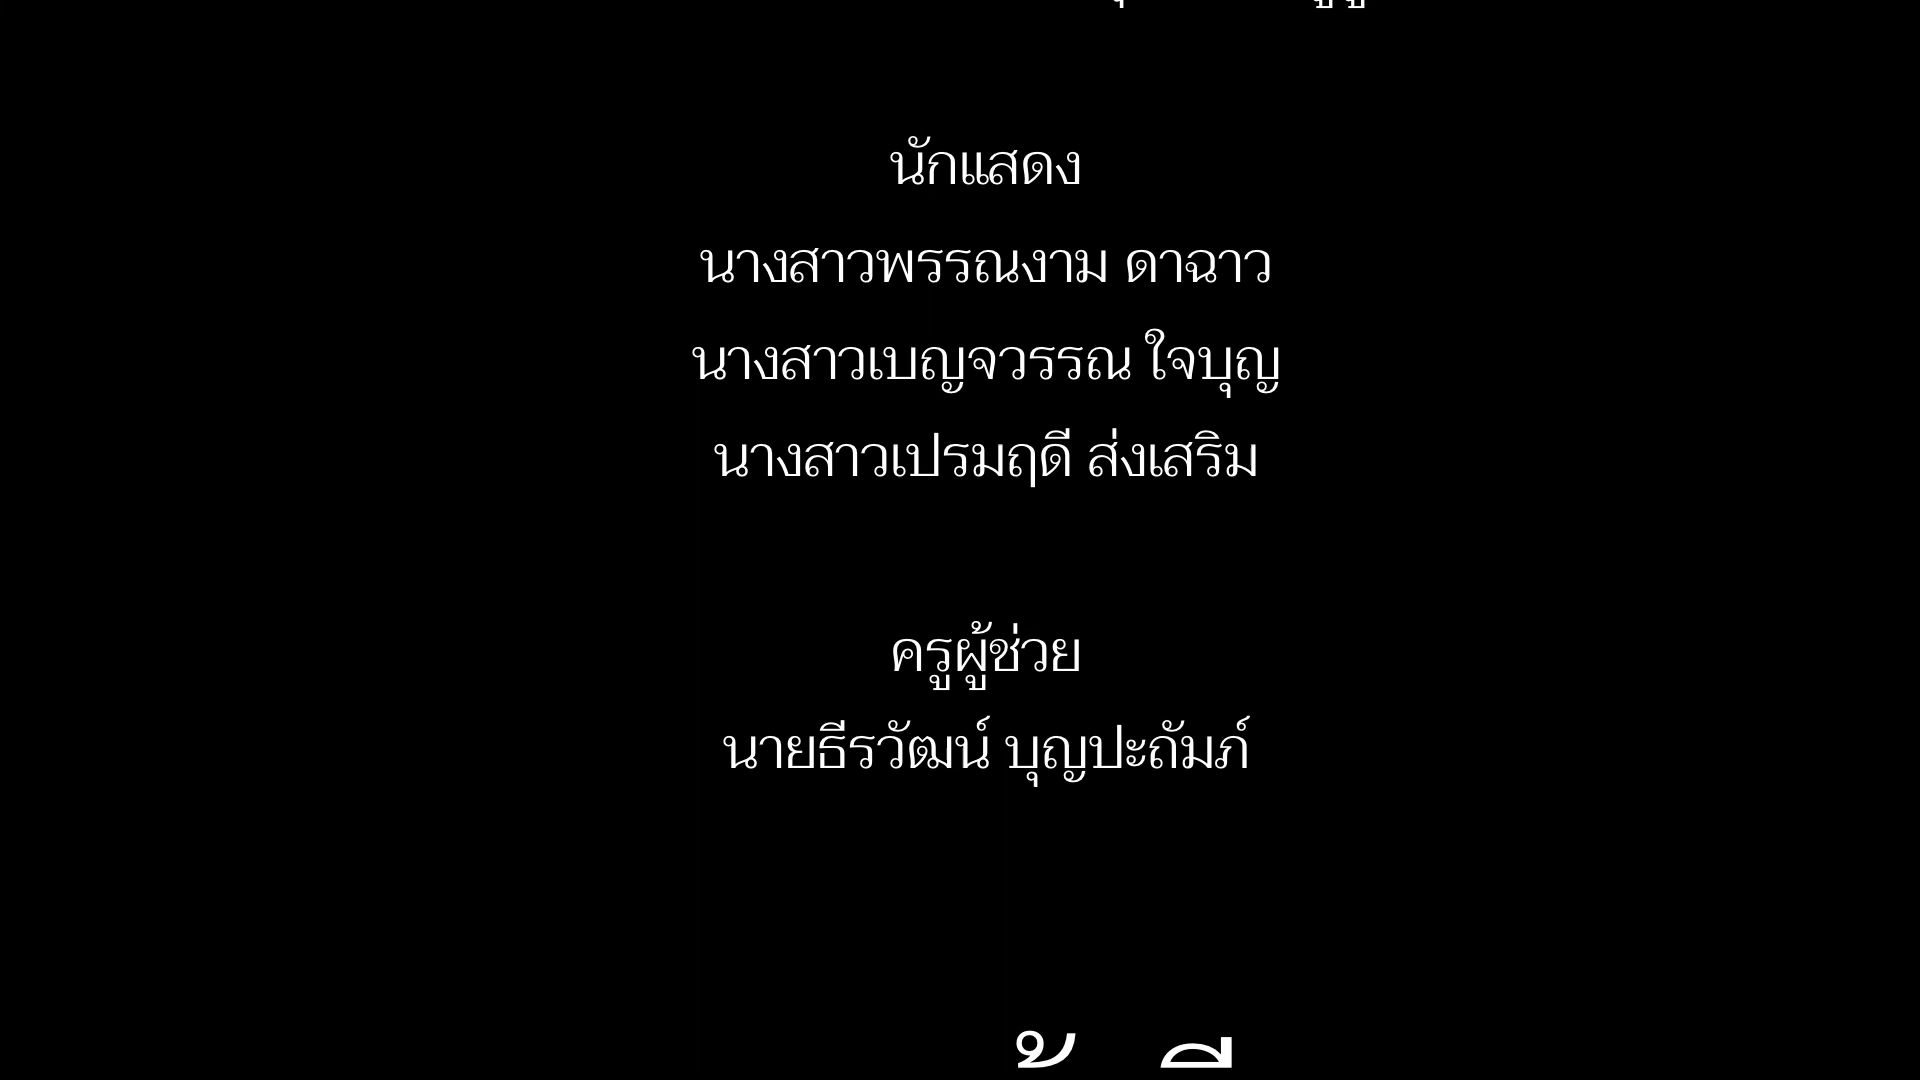 นักแสดง
นางสาวพรรณงาม ดาฉาว
นางสาวเบญจวรรณ ใจบุญ
นางสาวเปรมฤดี ส่งเสริม
ครูผู้ช่วย
นายธีรวัฒน์ บุญปะถัมภ์